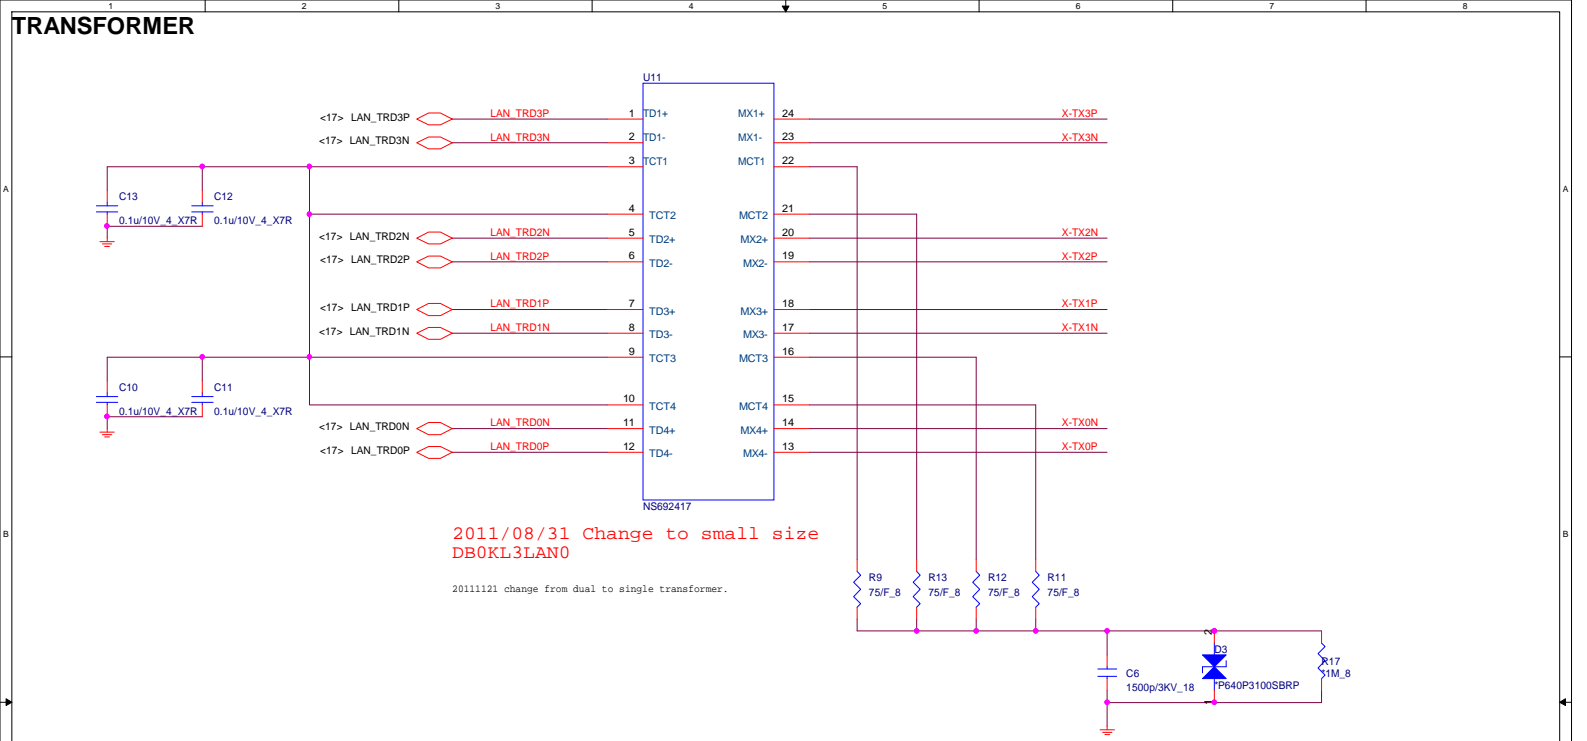 1 2 3 4 5 6 7 8
TRANSFORMER
U11
<17> LAN_TRD3P LAN_TRD3P 1 TD1+ MX1+ 24 X-TX3P
<17> LAN_TRD3N LAN_TRD3N 2 TD1- MX1- 23 X-TX3N
3 TCT1 MCT1 22
A A
C13 C12
0.1u/10V_4_X7R 0.1u/10V_4_X7R
4 TCT2 MCT2 21
<17> LAN_TRD2N LAN_TRD2N 5 TD2+ MX2+ 20 X-TX2N
<17> LAN_TRD2P LAN_TRD2P 6 TD2- MX2- 19 X-TX2P
<17> LAN_TRD1P LAN_TRD1P 7 TD3+ MX3+ 18 X-TX1P
<17> LAN_TRD1N LAN_TRD1N 8 TD3- MX3- 17 X-TX1N
9 TCT3 MCT3 16
C10 C11
0.1u/10V_4_X7R 0.1u/10V_4_X7R
10 TCT4 MCT4 15
<17> LAN_TRD0N LAN_TRD0N 11 TD4+ MX4+ 14 X-TX0N
<17> LAN_TRD0P LAN_TRD0P 12 TD4- MX4- 13 X-TX0P
NS692417
2011/08/31 Change to small size
DB0KL3LAN0
B B
20111121 change from dual to single transformer.
R9 R13 R12 R11
75/F_8 75/F_8 75/F_8 75/F_8
2
D3
C6 R17
1500p/3KV_18 *P640P3100SBRP *1M_8
1